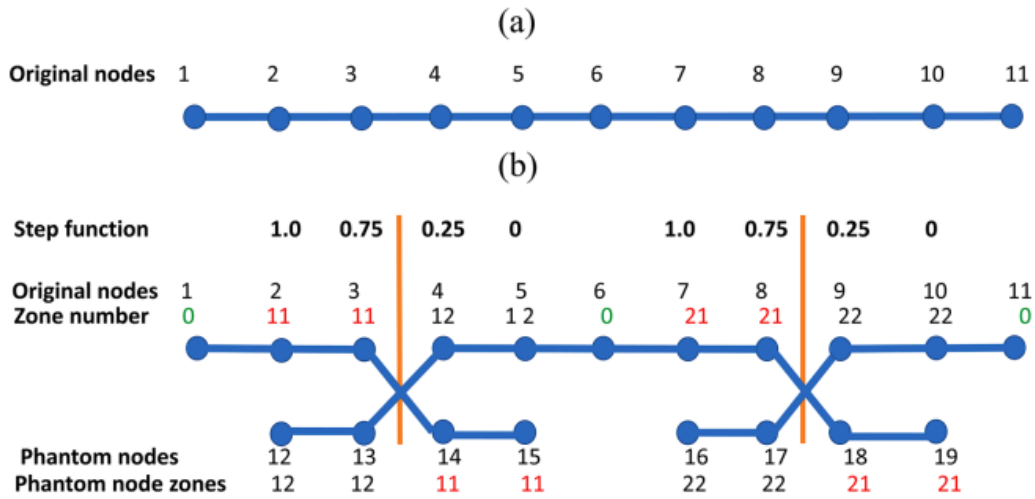 (a)
Original nodes 1 2 3 4 5 6 7 8 9 10 11
(b)
Step function 1.0 0.75 0.25 0 1.0 0.75 0.25 0
Original nodes 1 2 3 4 5 6 7 8 9 10 11
Zone number 0 11 11 12 1 2 0 21 21 22 22 0
Phantom nodes 12 13 14 15 16 17 18 19
Phantom node zones 12 12 11 11 22 22 21 21